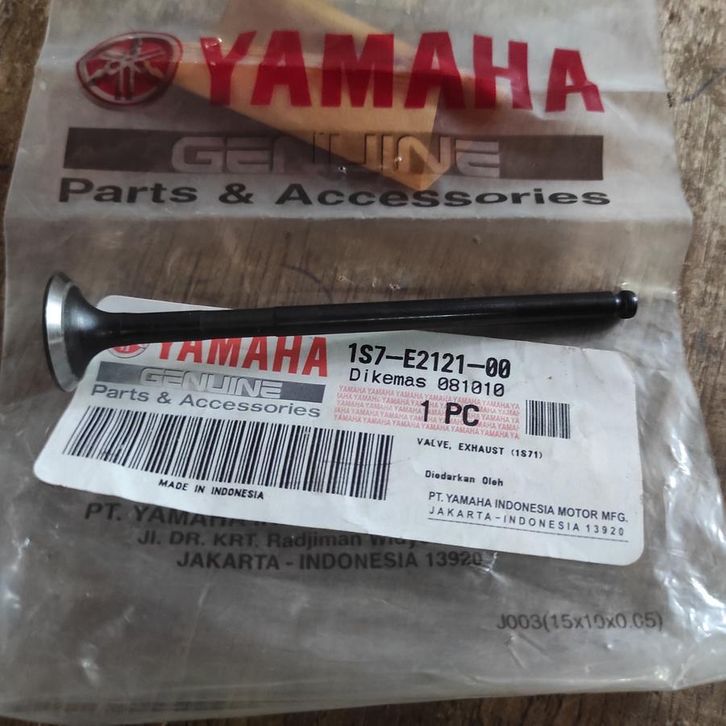 YAMAHA
GENUINE
Parts & Accessories
YAMAHA
GENUINE
Parts & Accessories
MADE IN INDONESIA
1S7-E2121-00
Dikemas 081010
1 PC
VALVE, EXHAUST (1S71)
Diedarkan Oleh
PT. YAMAHA INDONESIA MOTOR MFG.
JAKARTA-INDONESIA 13920
PT. YAMAHA
Jl. DR. KRT. Radjiman
JAKARTA - INDONESIA 13920
J003(15x10x0.05)